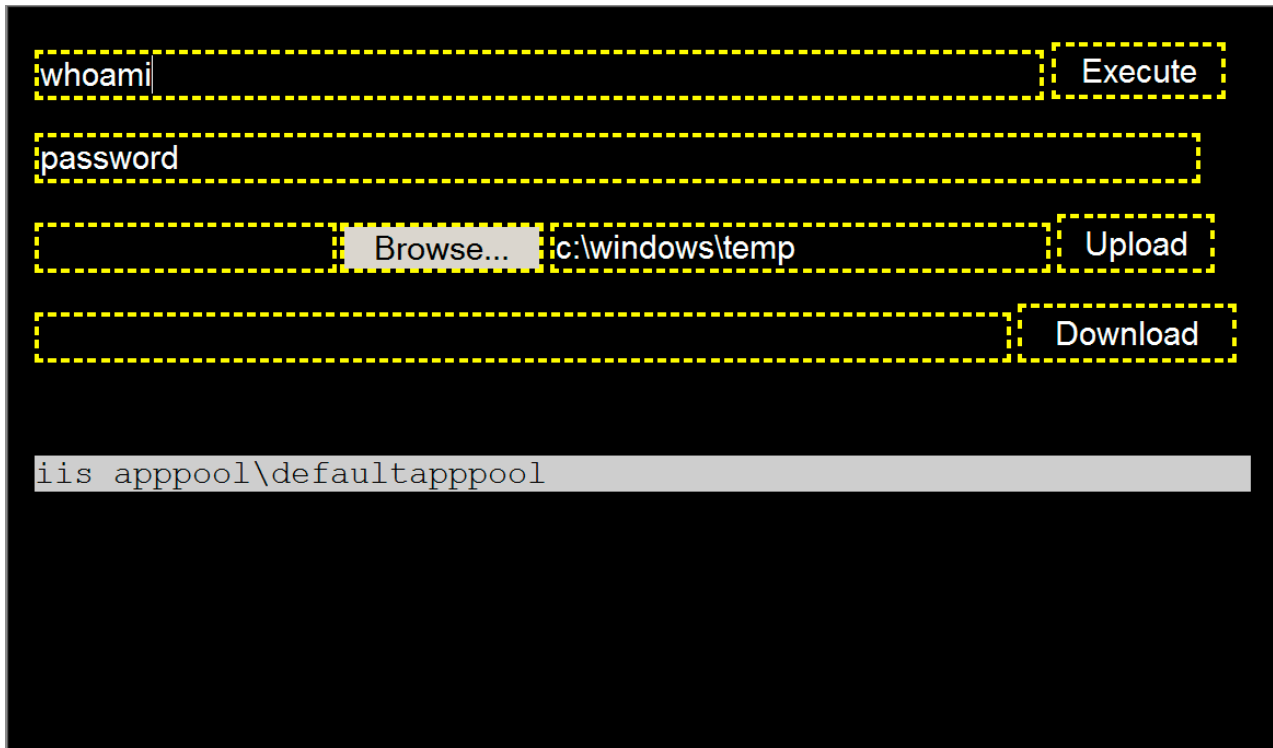 whoami Execute
password
Browse... c:\windows\temp Upload
Download
iis apppool\defaultapppool